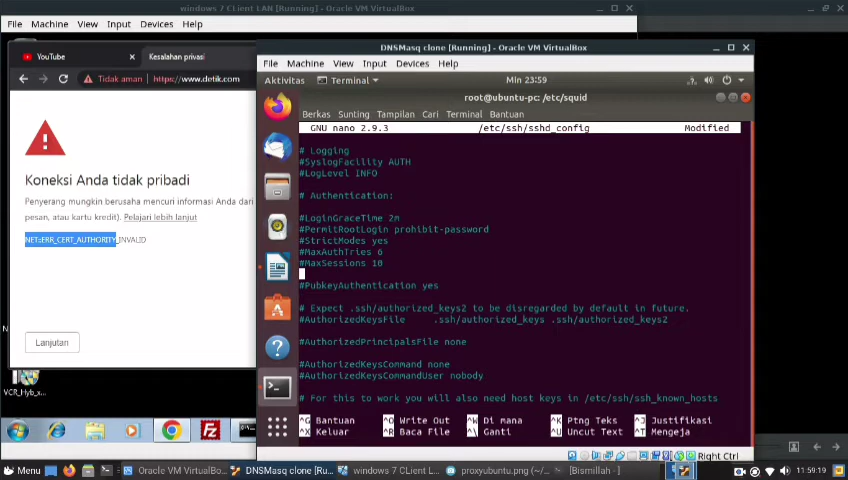 windows 7 CLient LAN [Running] - Oracle VM VirtualBox
File Machine View Input Devices Help
YouTube
Kesalahan privasi
Tidak aman
https://www.detik.com
Koneksi Anda tidak pribadi
Penyerang mungkin berusaha mencuri informasi Anda dari
pesan, atau kartu kredit). Pelajari lebih lanjut
NET::ERR_CERT_AUTHORITY_INVALID
Lanjutan
VCR_Hyb_x...
DNSMasq clone [Running] - Oracle VM VirtualBox
File Machine View Input Devices Help
Aktivitas
Terminal
Min 23:59
root@ubuntu-pc: /etc/squid
Berkas Sunting Tampilan Cari Terminal Bantuan
GNU nano 2.9.3 /etc/ssh/sshd_config Modified
# Logging
#SyslogFacility AUTH
#LogLevel INFO
# Authentication:
#LoginGraceTime 2m
#PermitRootLogin prohibit-password
#StrictModes yes
#MaxAuthTries 6
#MaxSessions 10
#PubkeyAuthentication yes
# Expect .ssh/authorized_keys2 to be disregarded by default in future.
#AuthorizedKeysFile .ssh/authorized_keys .ssh/authorized_keys2
#AuthorizedPrincipalsFile none
#AuthorizedKeysCommand none
#AuthorizedKeysCommandUser nobody
# For this to work you will also need host keys in /etc/ssh/ssh_known_hosts
^G Bantuan ^O Write Out ^W Di mana ^K Ptng Teks ^J Justifikasi
^X Keluar ^R Baca File ^\ Ganti ^U Uncut Text ^T Mengeja
Right Ctrl
Menu
Oracle VM VirtualBo...
DNSMasq clone [Ru...
windows 7 CLient L...
proxyubuntu.png (~/...
[Bismillah - ]
11:59:19